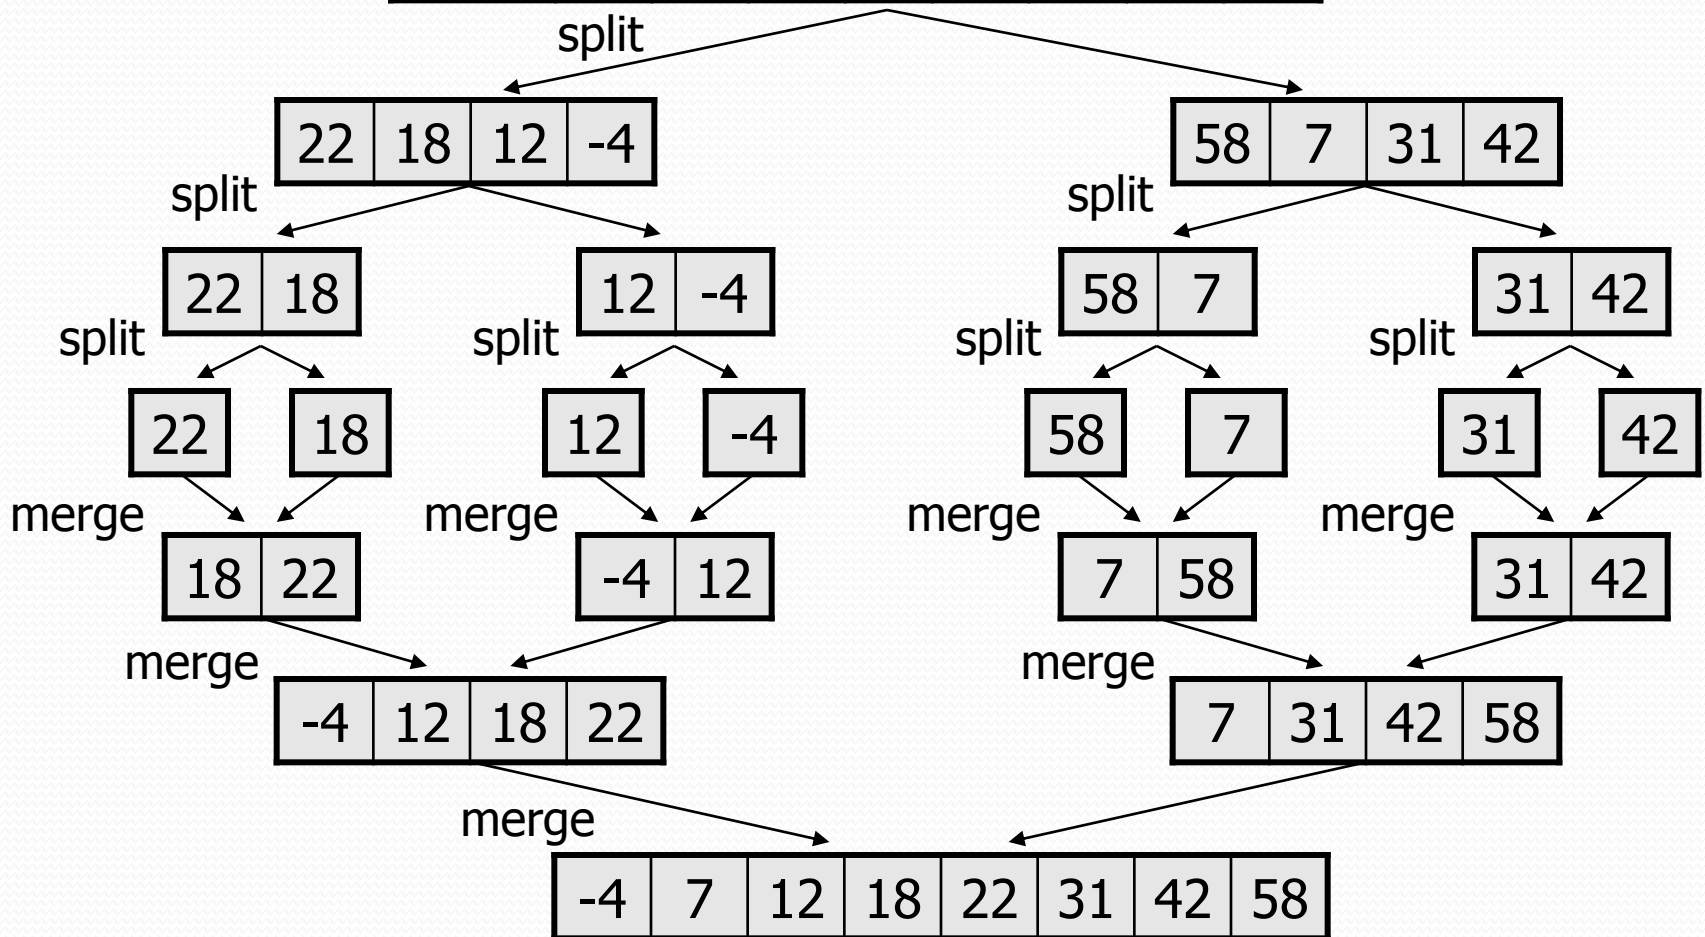 split
22 18 12 -4 58 7 31 42
split split
22 18 12 -4 58 7 31 42
split split split split
22 18 12 -4 58 7 31 42
merge merge merge merge
18 22 -4 12 7 58 31 42
merge merge
-4 12 18 22 7 31 42 58
merge
-4 7 12 18 22 31 42 58